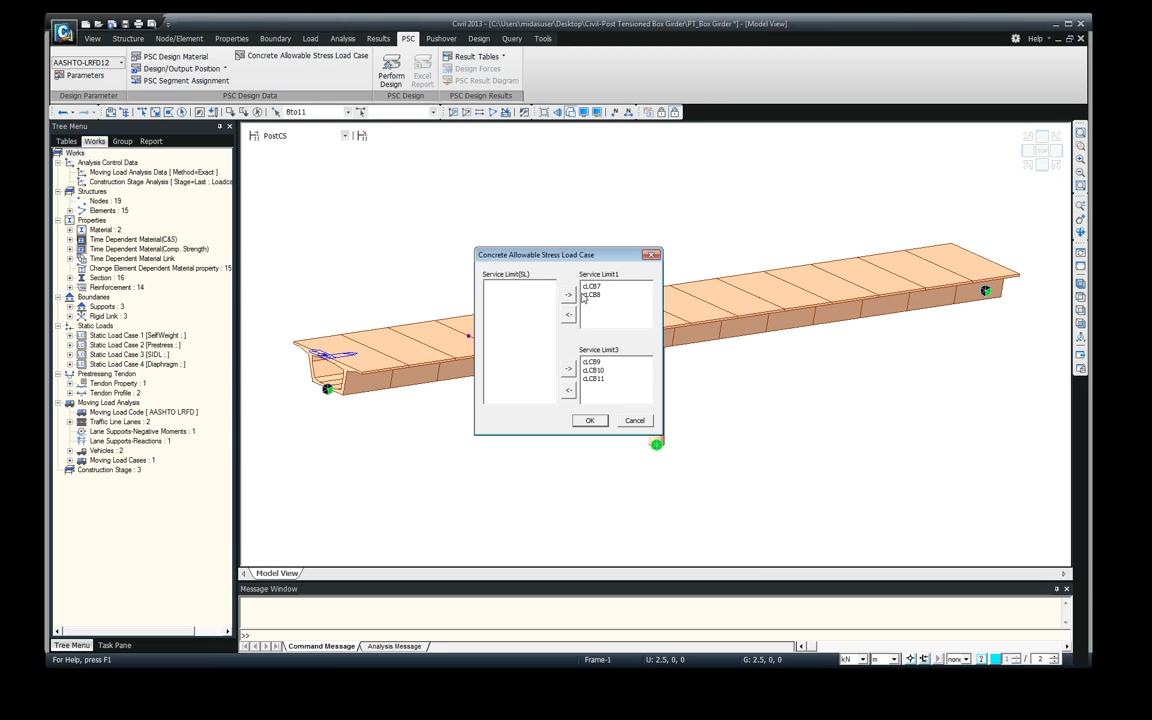 Civil 2013 - [C:\Users\midasuser\Desktop\Civil-Post Tensioned Box Girder\PT_Box Girder *] - [Model View]
View Structure Node/Element Properties Boundary Load Analysis Results PSC Pushover Design Query Tools Help
AASHTO-LRFD12
Parameters
Design Parameter
PSC Design Material
Design/Output Position
PSC Segment Assignment
Concrete Allowable Stress Load Case
PSC Design Data
Perform
Design
Excel
Report
PSC Design
Result Tables
Design Forces
PSC Result Diagram
PSC Design Results
8to11
Tree Menu
Tables Works Group Report
Works
Analysis Control Data
Moving Load Analysis Data [ Method=Exact ]
Construction Stage Analysis [ Stage=Last ; Loadca
Structures
Nodes : 19
Elements : 15
Properties
Material : 2
Time Dependent Material(C&S)
Time Dependent Material(Comp. Strength)
Time Dependent Material Link
Change Element Dependent Material property : 15
Section : 16
Reinforcement : 14
Boundaries
Supports : 3
Rigid Link : 3
Static Loads
Static Load Case 1 [SelfWeight ; ]
Static Load Case 2 [Prestress ; ]
Static Load Case 3 [SIDL ; ]
Static Load Case 4 [Diaphragm ; ]
Prestressing Tendon
Tendon Property : 1
Tendon Profile : 2
Moving Load Analysis
Moving Load Code [ AASHTO LRFD ]
Traffic Line Lanes : 2
Lane Supports-Negative Moments : 1
Lane Supports-Reactions : 1
Vehicles : 2
Moving Load Cases : 1
Construction Stage : 3
PostCS
TOP
Concrete Allowable Stress Load Case
Service Limit(SL)
Service Limit1
cLCB7
cLCB8
->
<-
Service Limit3
cLCB9
cLCB10
cLCB11
->
<-
OK Cancel
Model View
Message Window
>>
Tree Menu Task Pane
Command Message Analysis Message
For Help, press F1
Frame-1
U: 2.5, 0, 0
G: 2.5, 0, 0
kN
m
none
1 / 2